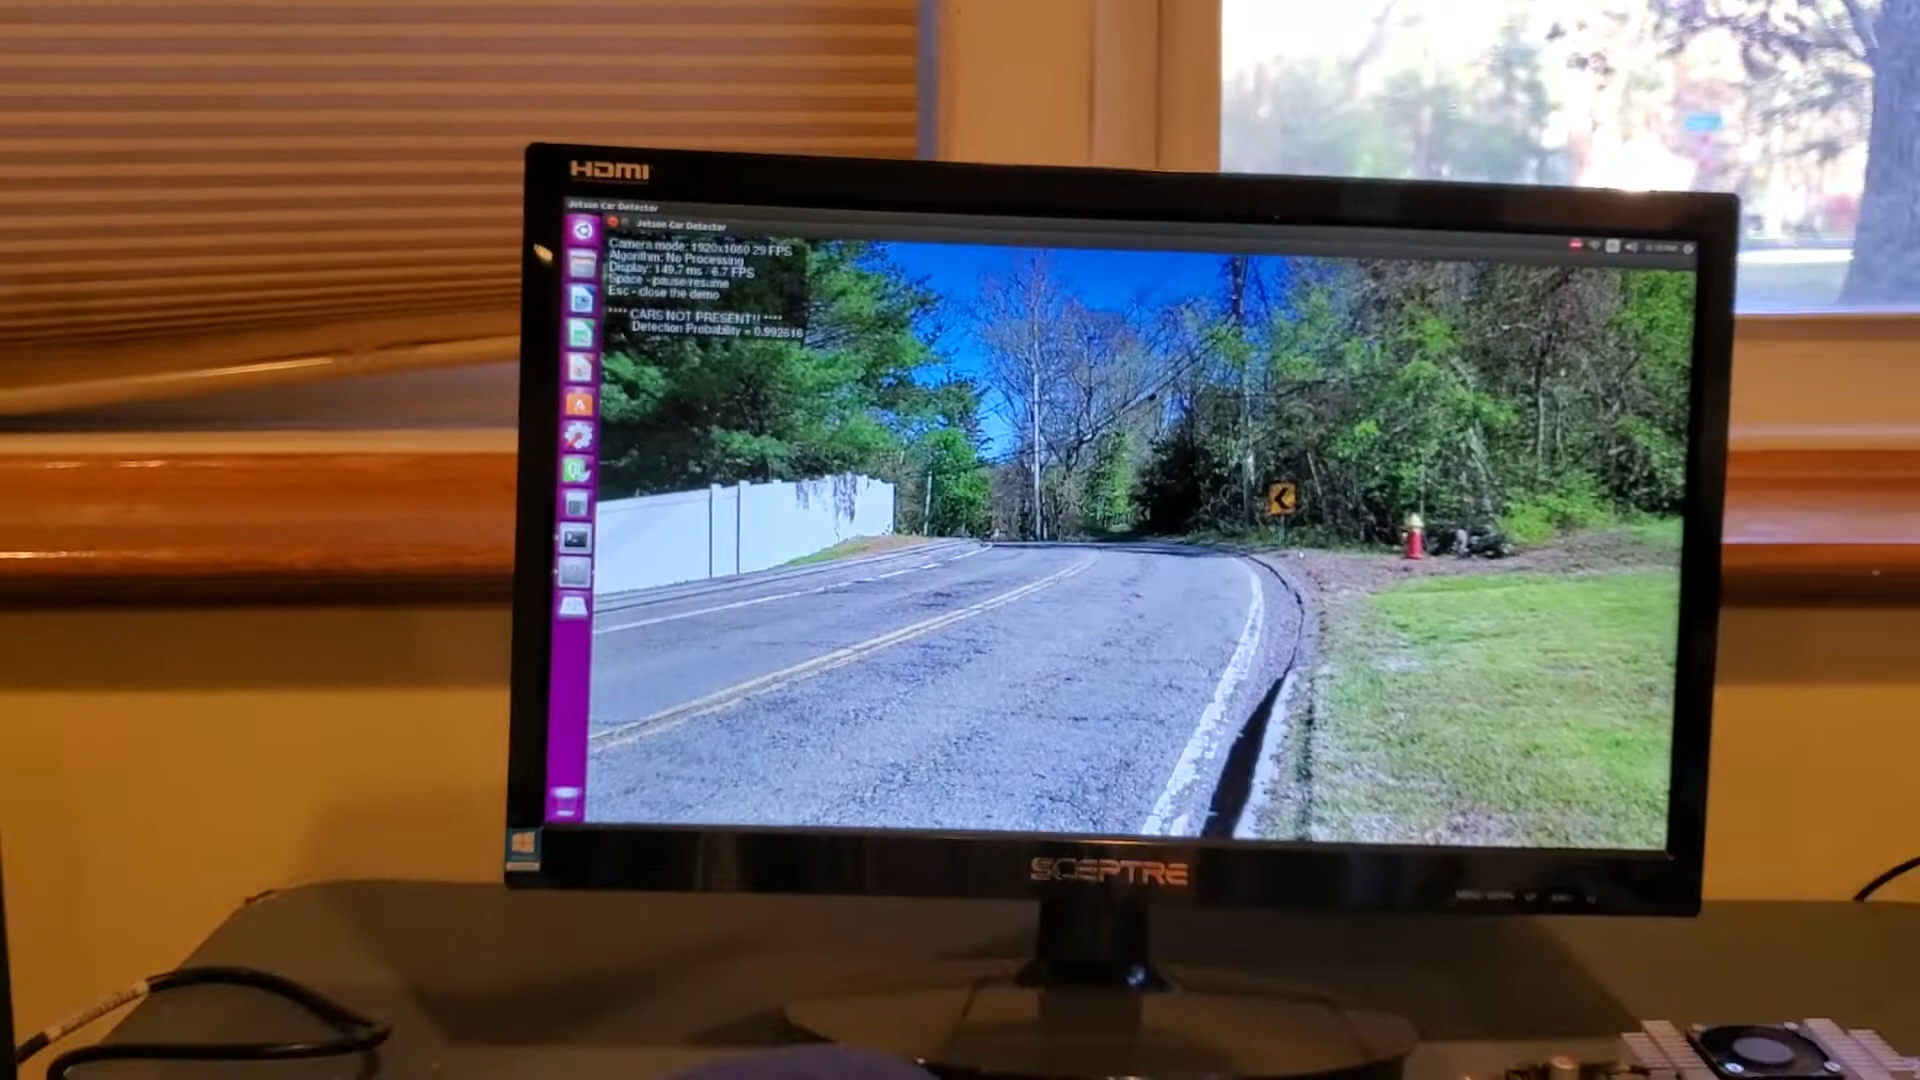 HDMI
Jetson Car Detector
Jetson Car Detector
Camera mode: 1920x1080 29 FPS
Algorithm: No Processing
Display: 149.7 ms 6.7 FPS
Space - pause/resume
Esc - close the demo
**** CARS NOT PRESENT!! ****
Detection Probability = 0.992616
SCEPTRE